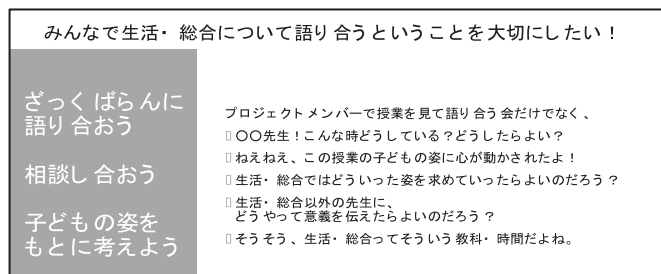 みんなで生活・総合について語り合うということを大切にしたい！
ざっくばらんに
語り合おう
相談し合おう
子どもの姿を
もとに考えよう
プロジェクトメンバーで授業を見て語り合う会だけでなく、
〇〇先生！こんな時どうしている？どうしたらよい？
ねえねえ、この授業の子どもの姿に心が動かされたよ！
生活・総合ではどういった姿を求めていったらよいのだろう？
生活・総合以外の先生に、
どうやって意義を伝えたらよいのだろう？
そうそう、生活・総合ってそういう教科・時間だよね。